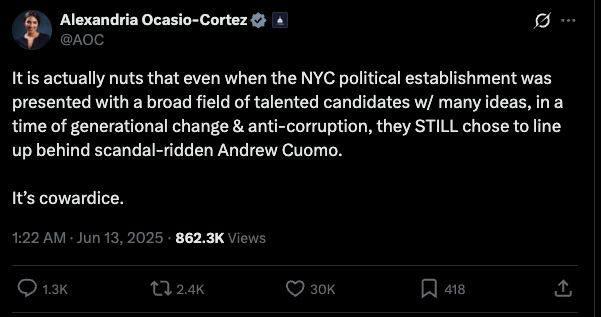 Alexandria Ocasio-Cortez
@AOC
It is actually nuts that even when the NYC political establishment was
presented with a broad field of talented candidates w/ many ideas, in a
time of generational change & anti-corruption, they STILL chose to line
up behind scandal-ridden Andrew Cuomo.
It’s cowardice.
1:22 AM · Jun 13, 2025 · 862.3K Views
1.3K 2.4K 30K 418